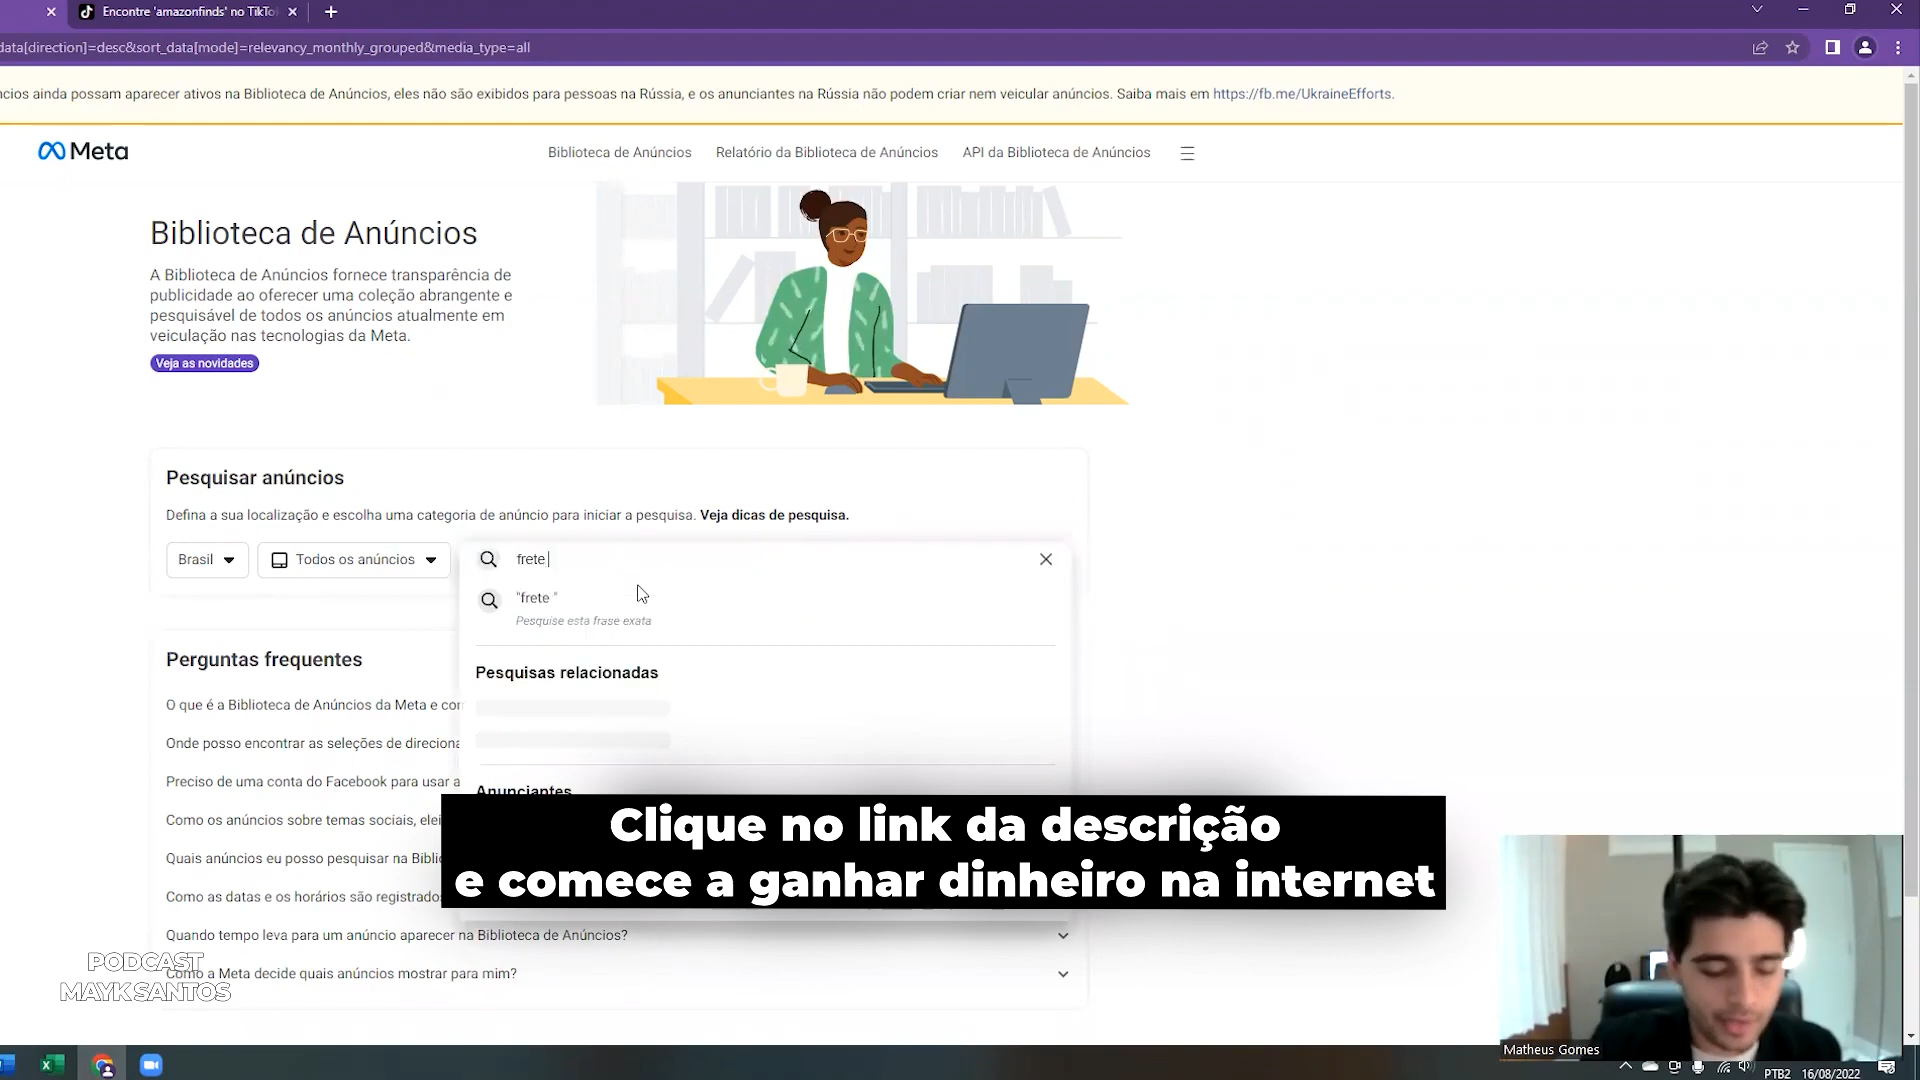 Encontre 'amazonfinds' no TikTo
data[direction]=desc&sort_data[mode]=relevancy_monthly_grouped&media_type=all
ncios ainda possam aparecer ativos na Biblioteca de Anúncios, eles não são exibidos para pessoas na Rússia, e os anunciantes na Rússia não podem criar nem veicular anúncios. Saiba mais em https://fb.me/UkraineEfforts.
Meta
Biblioteca de Anúncios
Relatório da Biblioteca de Anúncios
API da Biblioteca de Anúncios
Biblioteca de Anúncios
A Biblioteca de Anúncios fornece transparência de
publicidade ao oferecer uma coleção abrangente e
pesquisável de todos os anúncios atualmente em
veiculação nas tecnologias da Meta.
Veja as novidades
Pesquisar anúncios
Defina a sua localização e escolha uma categoria de anúncio para iniciar a pesquisa. Veja dicas de pesquisa.
Brasil
Todos os anúncios
frete
"frete "
Pesquise esta frase exata
Pesquisas relacionadas
Anunciantes
Perguntas frequentes
O que é a Biblioteca de Anúncios da Meta e con
Onde posso encontrar as seleções de direciona
Preciso de uma conta do Facebook para usar a
Como os anúncios sobre temas sociais, elei
Quais anúncios eu posso pesquisar na Biblio
Como as datas e os horários são registrados
Quando tempo leva para um anúncio aparecer na Biblioteca de Anúncios?
Como a Meta decide quais anúncios mostrar para mim?
Clique no link da descrição
e comece a ganhar dinheiro na internet
PODCAST
MAYK SANTOS
Matheus Gomes
PTB2 16/08/2022